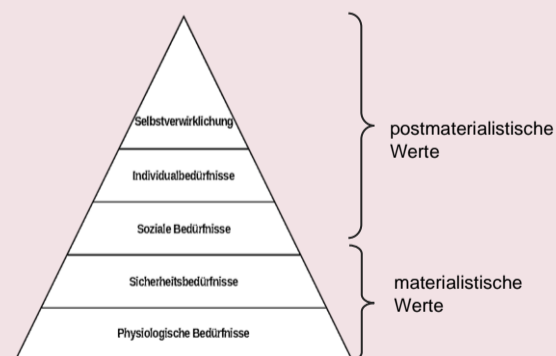 Selbstverwirklichung
Individualbedürfnisse
Soziale Bedürfnisse
Sicherheitsbedürfnisse
Physiologische Bedürfnisse
postmaterialistische
Werte
materialistische
Werte